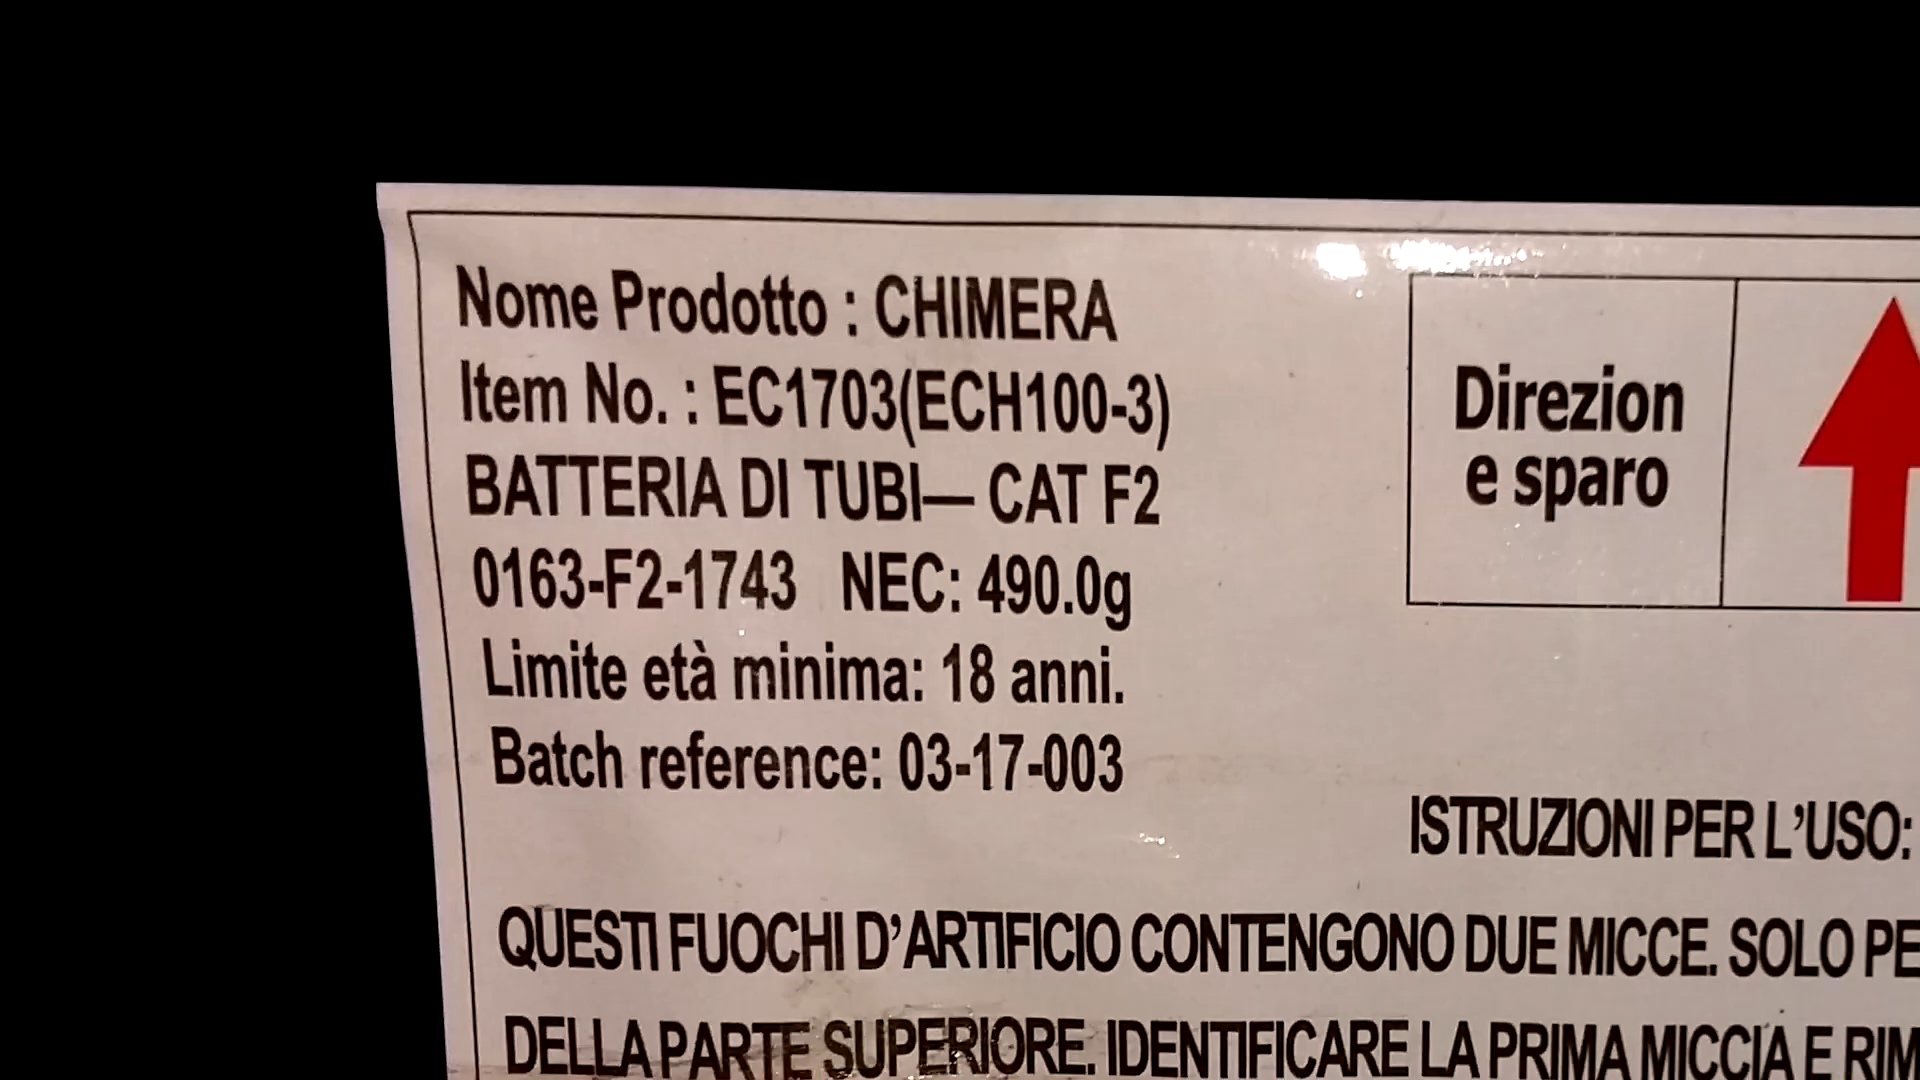 Nome Prodotto : CHIMERA
Item No. : EC1703(ECH100-3)
BATTERIA DI TUBI— CAT F2
0163-F2-1743 NEC: 490.0g
Limite età minima: 18 anni.
Batch reference: 03-17-003
Direzion
e sparo
ISTRUZIONI PER L’USO:
QUESTI FUOCHI D’ARTIFICIO CONTENGONO DUE MICCE. SOLO PE
DELLA PARTE SUPERIORE. IDENTIFICARE LA PRIMA MICCIA E RIM